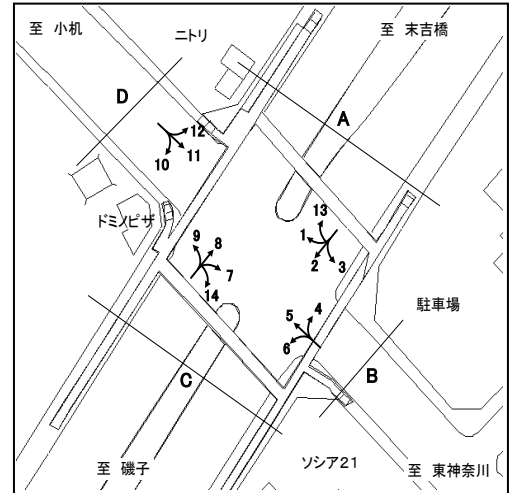 至 小机
ニトリ
至 末吉橋
D
A
12
11
10
13
1
2
3
ドミノピザ
9
8
7
14
駐車場
5
4
6
B
C
ソシア21
至 磯子
至 東神奈川